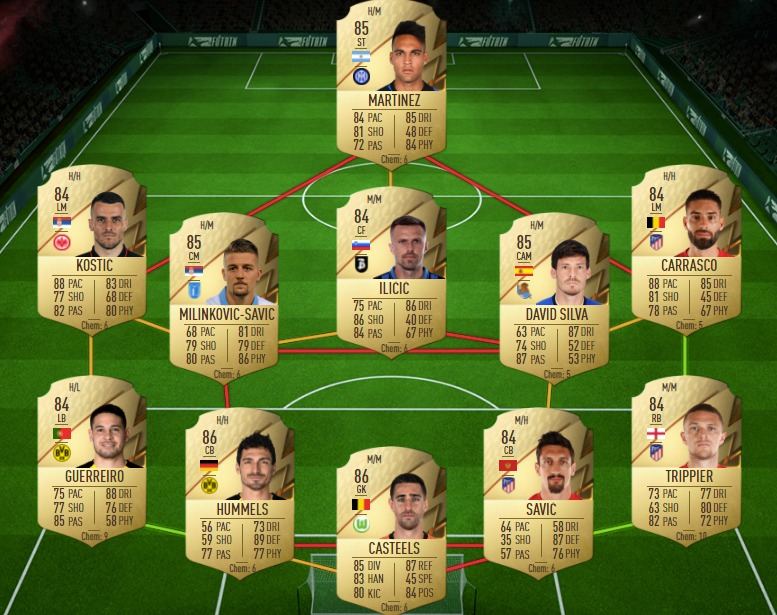 H/M
85
ST
MARTINEZ
84 PAC 85 DRI
81 SHO 48 DEF
72 PAS 84 PHY
Chem: 6
H/H
84
LM
KOSTIC
88 PAC 83 DRI
77 SHO 68 DEF
82 PAS 80 PHY
Chem: 6
H/M
85
CM
MILINKOVIC-SAVIC
68 PAC 81 DRI
79 SHO 79 DEF
80 PAS 86 PHY
Chem: 6
M/M
84
CF
ILICIC
75 PAC 86 DRI
86 SHO 40 DEF
84 PAS 67 PHY
Chem: 6
H/M
85
CAM
DAVID SILVA
63 PAC 87 DRI
74 SHO 52 DEF
87 PAS 53 PHY
Chem: 5
H/H
84
LM
CARRASCO
88 PAC 85 DRI
81 SHO 45 DEF
78 PAS 67 PHY
Chem: 5
H/L
84
LB
GUERREIRO
75 PAC 88 DRI
77 SHO 76 DEF
85 PAS 58 PHY
Chem: 9
H/M
86
CB
HUMMELS
56 PAC 73 DRI
59 SHO 89 DEF
77 PAS 77 PHY
Chem: 6
M/M
86
GK
CASTEELS
85 DIV 87 REF
83 HAN 45 SPE
80 KIC 84 POS
Chem: 6
M/M
84
CB
SAVIC
64 PAC 58 DRI
35 SHO 87 DEF
57 PAS 76 PHY
Chem: 6
M/M
84
RB
TRIPPIER
73 PAC 77 DRI
63 SHO 80 DEF
82 PAS 72 PHY
Chem: 10